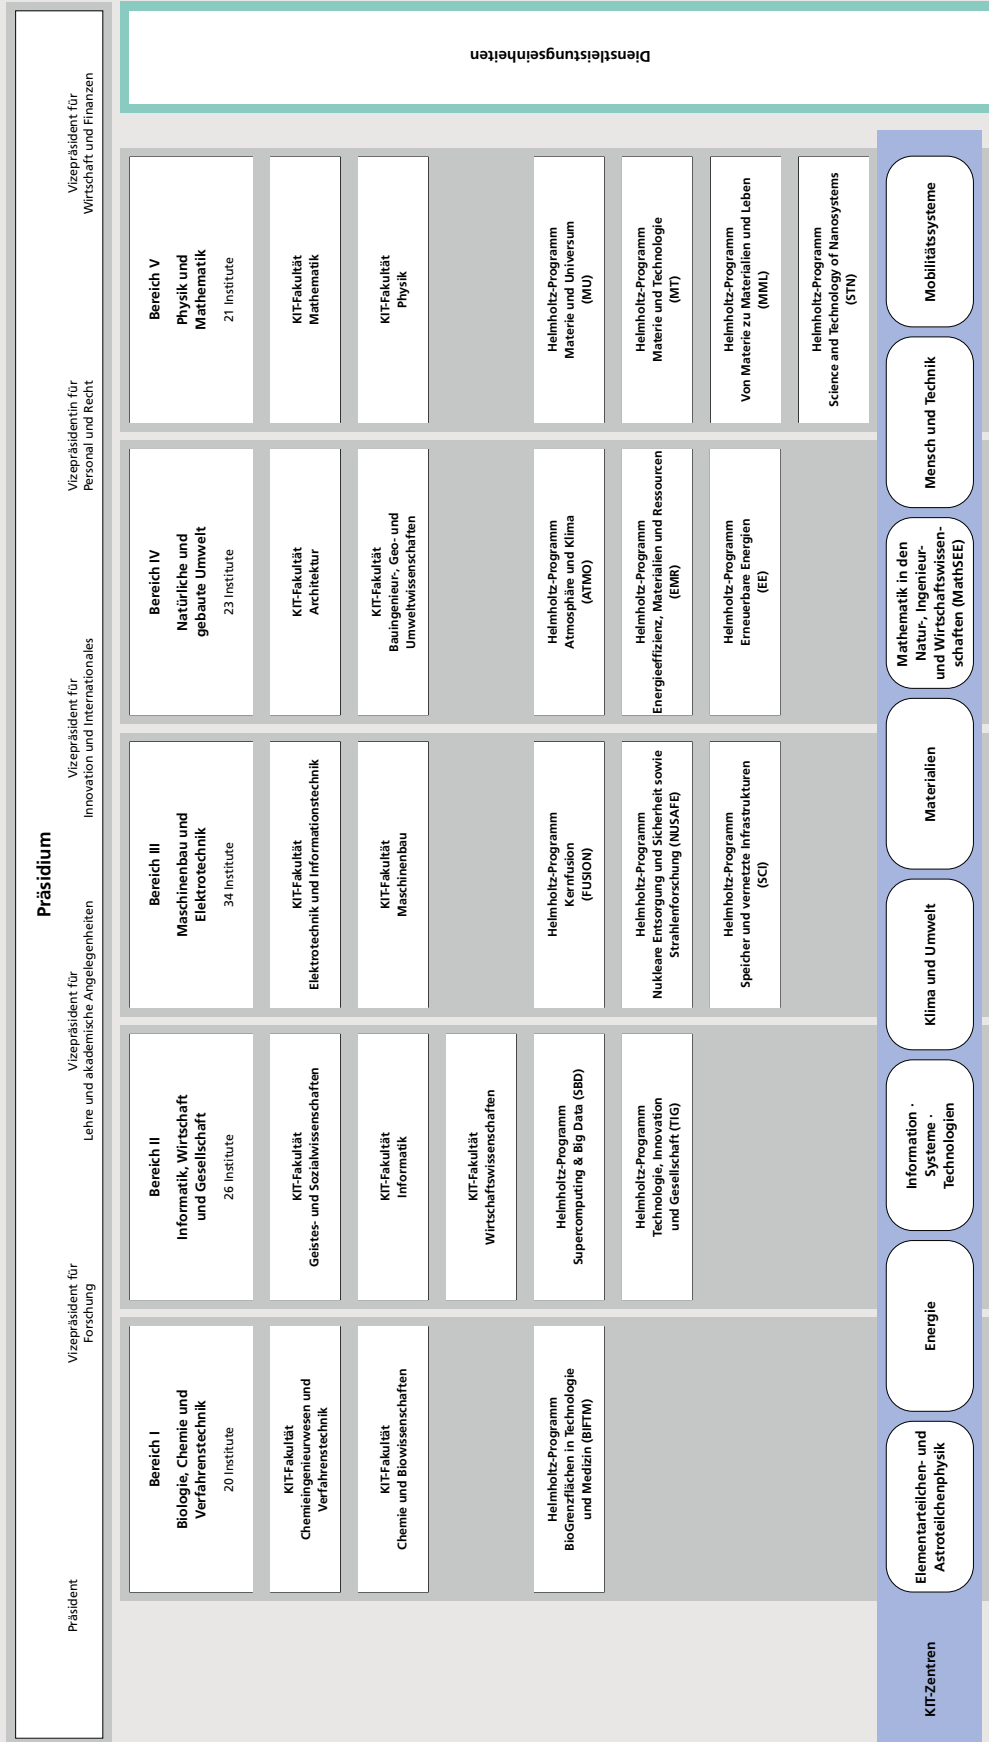 Präsidium
Präsident
Vizepräsident für
Forschung
Vizepräsident für
Lehre und akademische Angelegenheiten
Vizepräsident für
Innovation und Internationales
Vizepräsidentin für
Personal und Recht
Vizepräsident für
Wirtschaft und Finanzen
Bereich I
Biologie, Chemie und
Verfahrenstechnik
20 Institute
KIT-Fakultät
Chemieingenieurwesen und
Verfahrenstechnik
KIT-Fakultät
Chemie und Biowissenschaften
Helmholtz-Programm
BioGrenzflächen in Technologie
und Medizin (BIFTM)
Bereich II
Informatik, Wirtschaft
und Gesellschaft
26 Institute
KIT-Fakultät
Geistes- und Sozialwissenschaften
KIT-Fakultät
Informatik
KIT-Fakultät
Wirtschaftswissenschaften
Helmholtz-Programm
Supercomputing & Big Data (SBD)
Helmholtz-Programm
Technologie, Innovation
und Gesellschaft (TIG)
Bereich III
Maschinenbau und
Elektrotechnik
34 Institute
KIT-Fakultät
Elektrotechnik und Informationstechnik
KIT-Fakultät
Maschinenbau
Helmholtz-Programm
Kernfusion
(FUSION)
Helmholtz-Programm
Nukleare Entsorgung und Sicherheit sowie
Strahlenforschung (NUSAFE)
Helmholtz-Programm
Speicher und vernetzte Infrastrukturen
(SCI)
Bereich IV
Natürliche und
gebaute Umwelt
23 Institute
KIT-Fakultät
Architektur
KIT-Fakultät
Bauingenieur-, Geo- und
Umweltwissenschaften
Helmholtz-Programm
Atmosphäre und Klima
(ATMO)
Helmholtz-Programm
Energieeffizienz, Materialien und Ressourcen
(EMR)
Helmholtz-Programm
Erneuerbare Energien
(EE)
Bereich V
Physik und
Mathematik
21 Institute
KIT-Fakultät
Mathematik
KIT-Fakultät
Physik
Helmholtz-Programm
Materie und Universum
(MU)
Helmholtz-Programm
Materie und Technologie
(MT)
Helmholtz-Programm
Von Materie zu Materialien und Leben
(MML)
Helmholtz-Programm
Science and Technology of Nanosystems
(STN)
Dienstleistungseinheiten
KIT-Zentren
Elementarteilchen- und
Astroteilchenphysik
Energie
Information ·
Systeme ·
Technologien
Klima und Umwelt
Materialien
Mathematik in den
Natur-, Ingenieur-
und Wirtschaftswissen-
schaften (MathSEE)
Mensch und Technik
Mobilitätssysteme